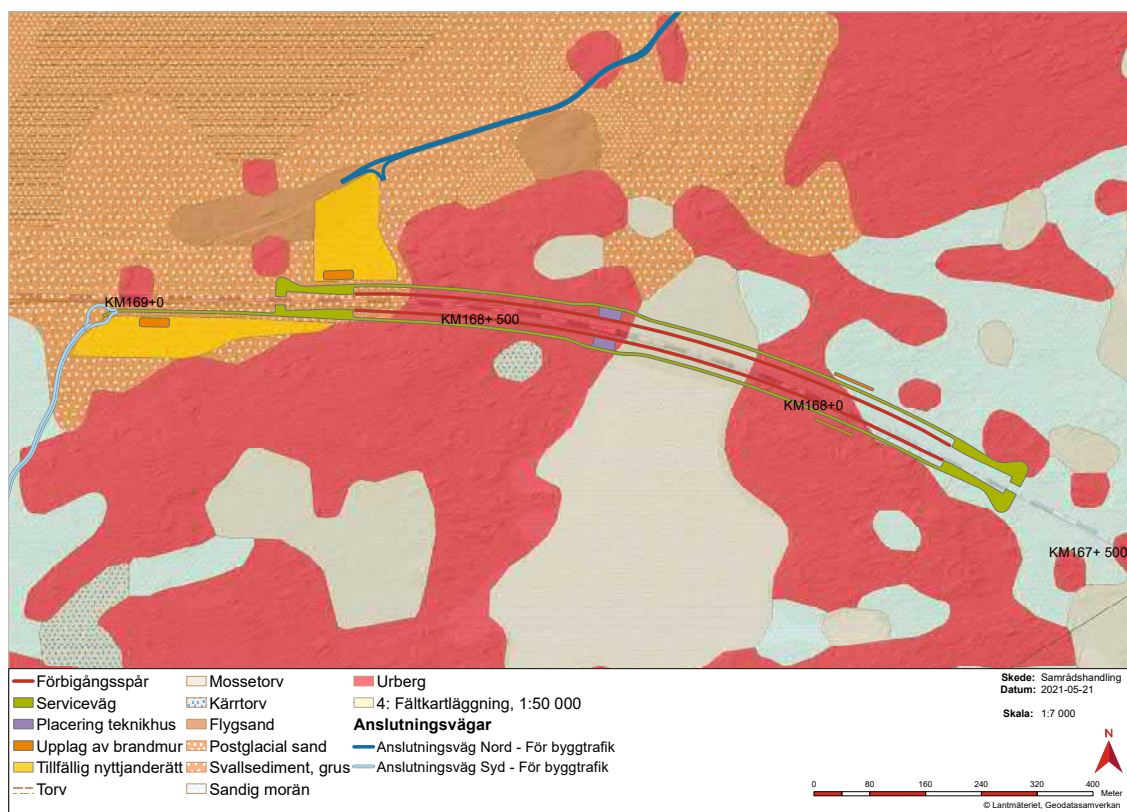 KM169+0
KM168+ 500
KM168+0
KM167+ 500
Förbigångsspår
Serviceväg
Placering teknikhus
Upplag av brandmur
Tillfällig nyttjanderätt
Torv
Mossetorv
Kärrtorv
Flygsand
Postglacial sand
Svallsediment, grus
Sandig morän
Urberg
4: Fältkartläggning, 1:50 000
Anslutningsvägar
Anslutningsväg Nord - För byggtrafik
Anslutningsväg Syd - För byggtrafik
Skede: Samrådshandling
Datum: 2021-05-21
Skala: 1:7 000
N
0 80 160 240 320 400
Meter
© Lantmäteriet, Geodatasamverkan